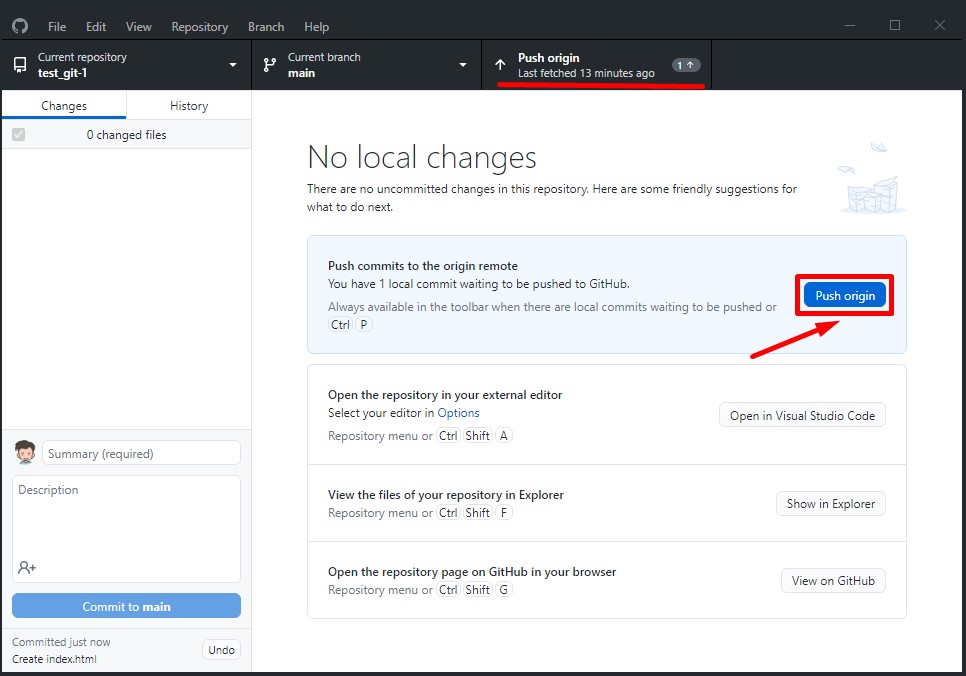 File Edit View Repository Branch Help
Current repository
test_git-1
Current branch
main
Push origin
Last fetched 13 minutes ago
1
Changes
History
0 changed files
No local changes
There are no uncommitted changes in this repository. Here are some friendly suggestions for
what to do next.
Push commits to the origin remote
You have 1 local commit waiting to be pushed to GitHub.
Always available in the toolbar when there are local commits waiting to be pushed or
Ctrl P
Push origin
Open the repository in your external editor
Select your editor in Options
Repository menu or Ctrl Shift A
Open in Visual Studio Code
View the files of your repository in Explorer
Repository menu or Ctrl Shift F
Show in Explorer
Open the repository page on GitHub in your browser
Repository menu or Ctrl Shift G
View on GitHub
Summary (required)
Description
Commit to main
Committed just now
Create index.html
Undo